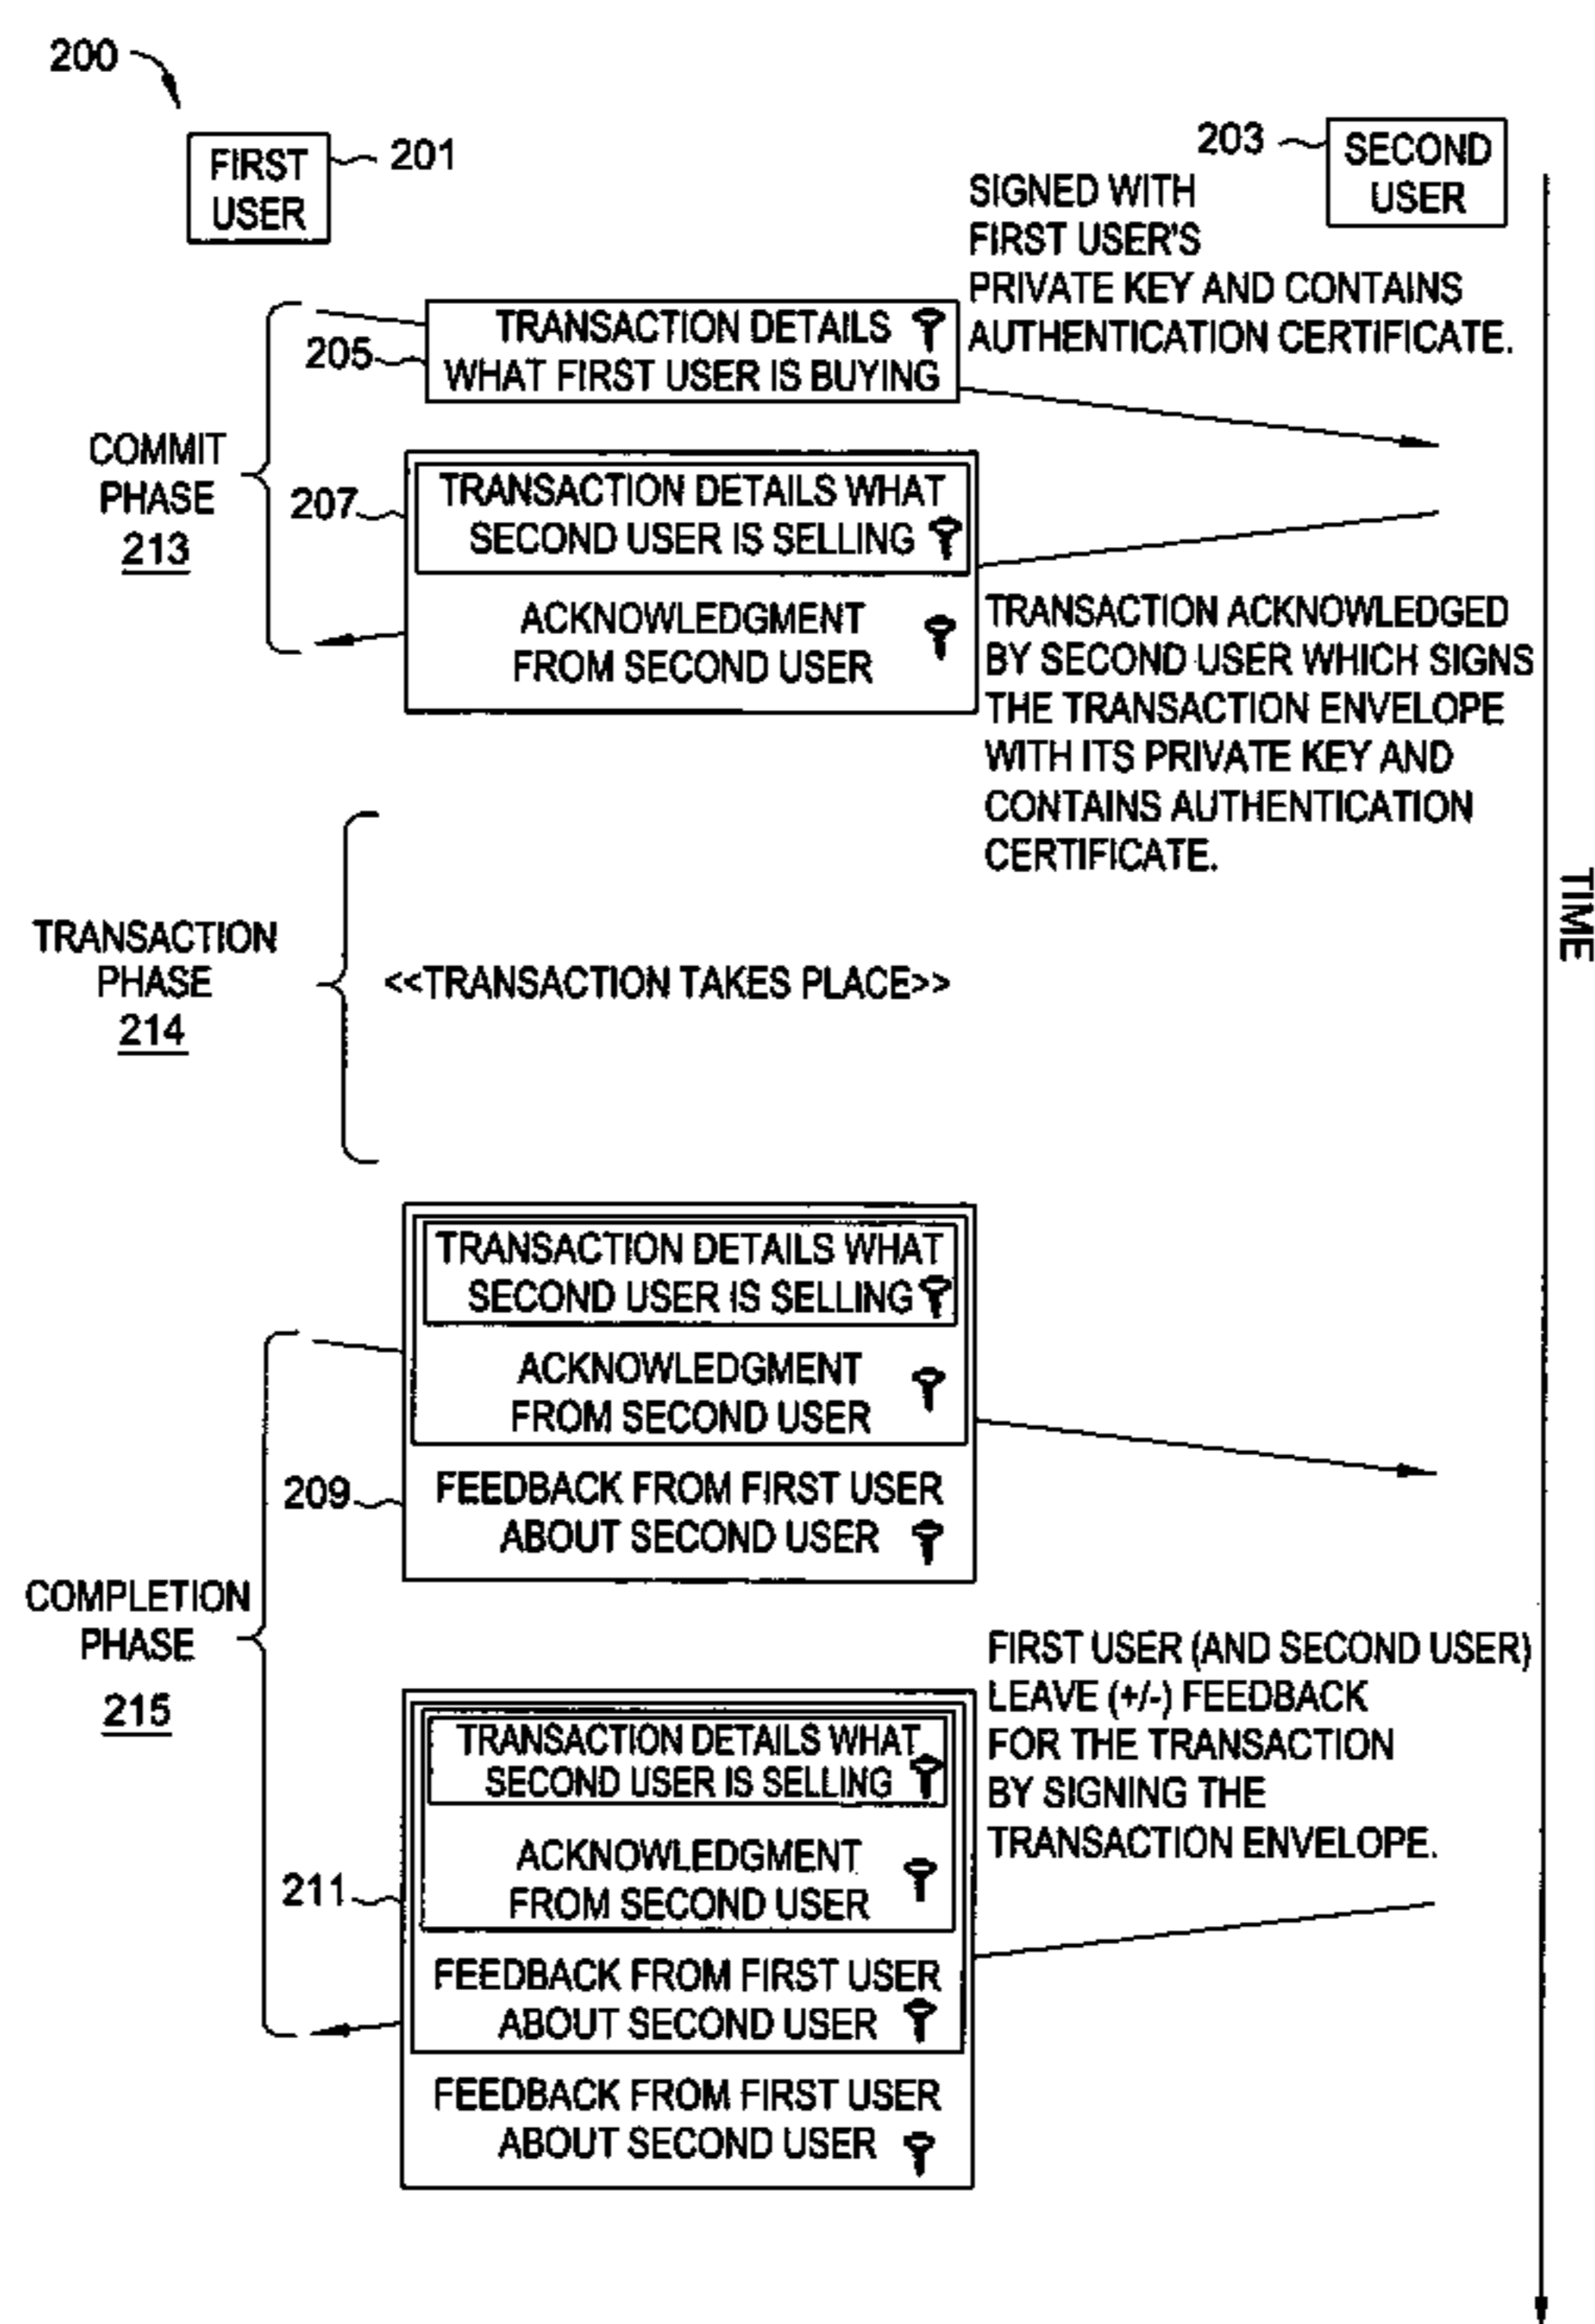 200
FIRST
USER
201
203
SECOND
USER
SIGNED WITH
FIRST USER'S
PRIVATE KEY AND CONTAINS
AUTHENTICATION CERTIFICATE.
TRANSACTION DETAILS
WHAT FIRST USER IS BUYING
205
COMMIT
PHASE
213
207
TRANSACTION DETAILS WHAT
SECOND USER IS SELLING
ACKNOWLEDGMENT
FROM SECOND USER
TRANSACTION ACKNOWLEDGED
BY SECOND USER WHICH SIGNS
THE TRANSACTION ENVELOPE
WITH ITS PRIVATE KEY AND
CONTAINS AUTHENTICATION
CERTIFICATE.
TIME
TRANSACTION
PHASE
214
<<TRANSACTION TAKES PLACE>>
TRANSACTION DETAILS WHAT
SECOND USER IS SELLING
ACKNOWLEDGMENT
FROM SECOND USER
209
FEEDBACK FROM FIRST USER
ABOUT SECOND USER
COMPLETION
PHASE
215
FIRST USER (AND SECOND USER)
LEAVE (+/-) FEEDBACK
FOR THE TRANSACTION
BY SIGNING THE
TRANSACTION ENVELOPE.
TRANSACTION DETAILS WHAT
SECOND USER IS SELLING
ACKNOWLEDGMENT
FROM SECOND USER
211
FEEDBACK FROM FIRST USER
ABOUT SECOND USER
FEEDBACK FROM FIRST USER
ABOUT SECOND USER